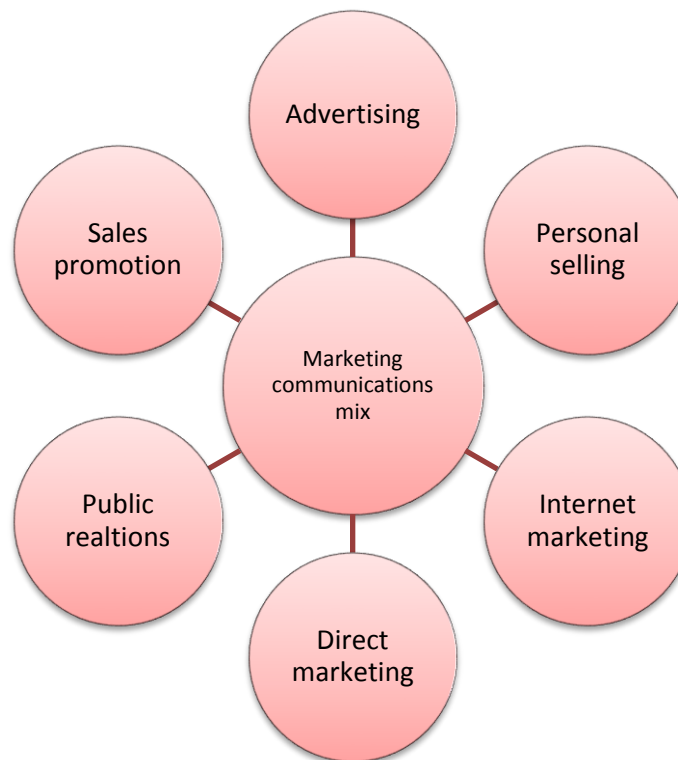 Advertising
Sales
promotion
Personal
selling
Marketing
communications
mix
Public
realtions
Internet
marketing
Direct
marketing